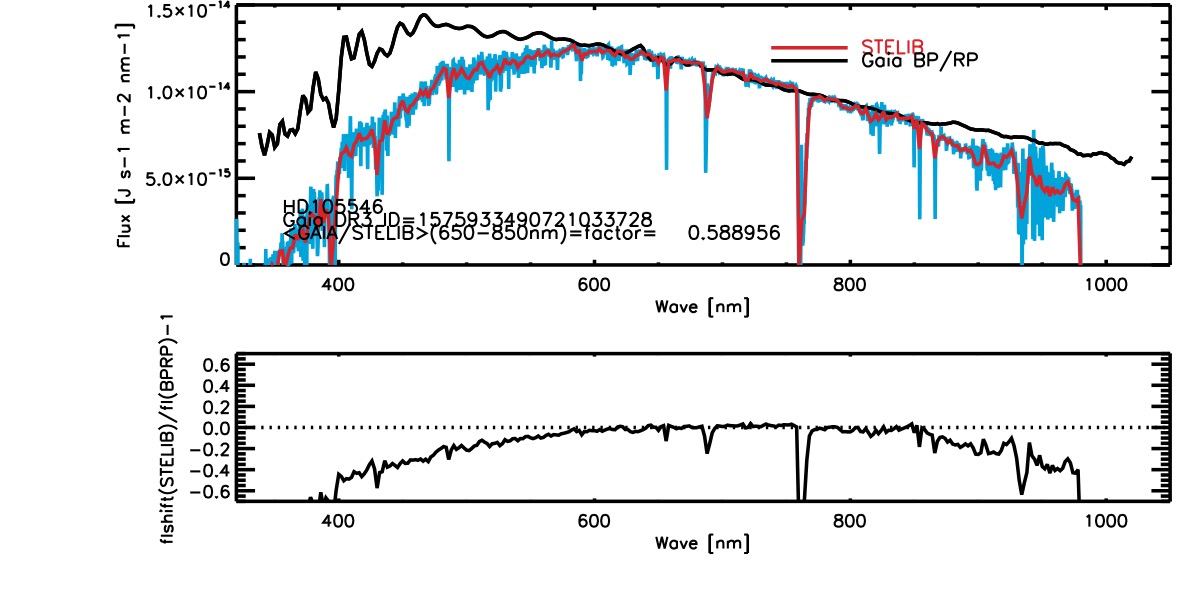 1.5×10−14
1.0×10−14
5.0×10−15
0
Flux [J s−1 m−2 nm−1]
STELIB
Gaia BP/RP
HD105546
Gaia DR3 ID=1575933490721033728
<GAIA/STELIB>(650−850nm)=factor= 0.588956
400 600 800 1000
Wave [nm]
0.6
0.4
0.2
0.0
−0.2
−0.4
−0.6
flshift(STELIB)/fl(BPRP)−1
400 600 800 1000
Wave [nm]